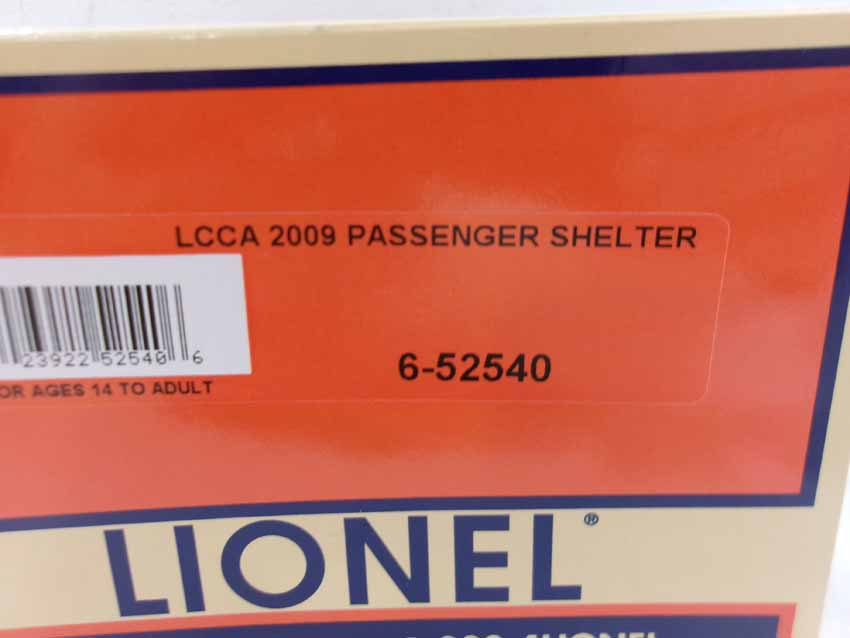 LCCA 2009 PASSENGER SHELTER
23922 52540 6
6-52540
OR AGES 14 TO ADULT
LIONEL®